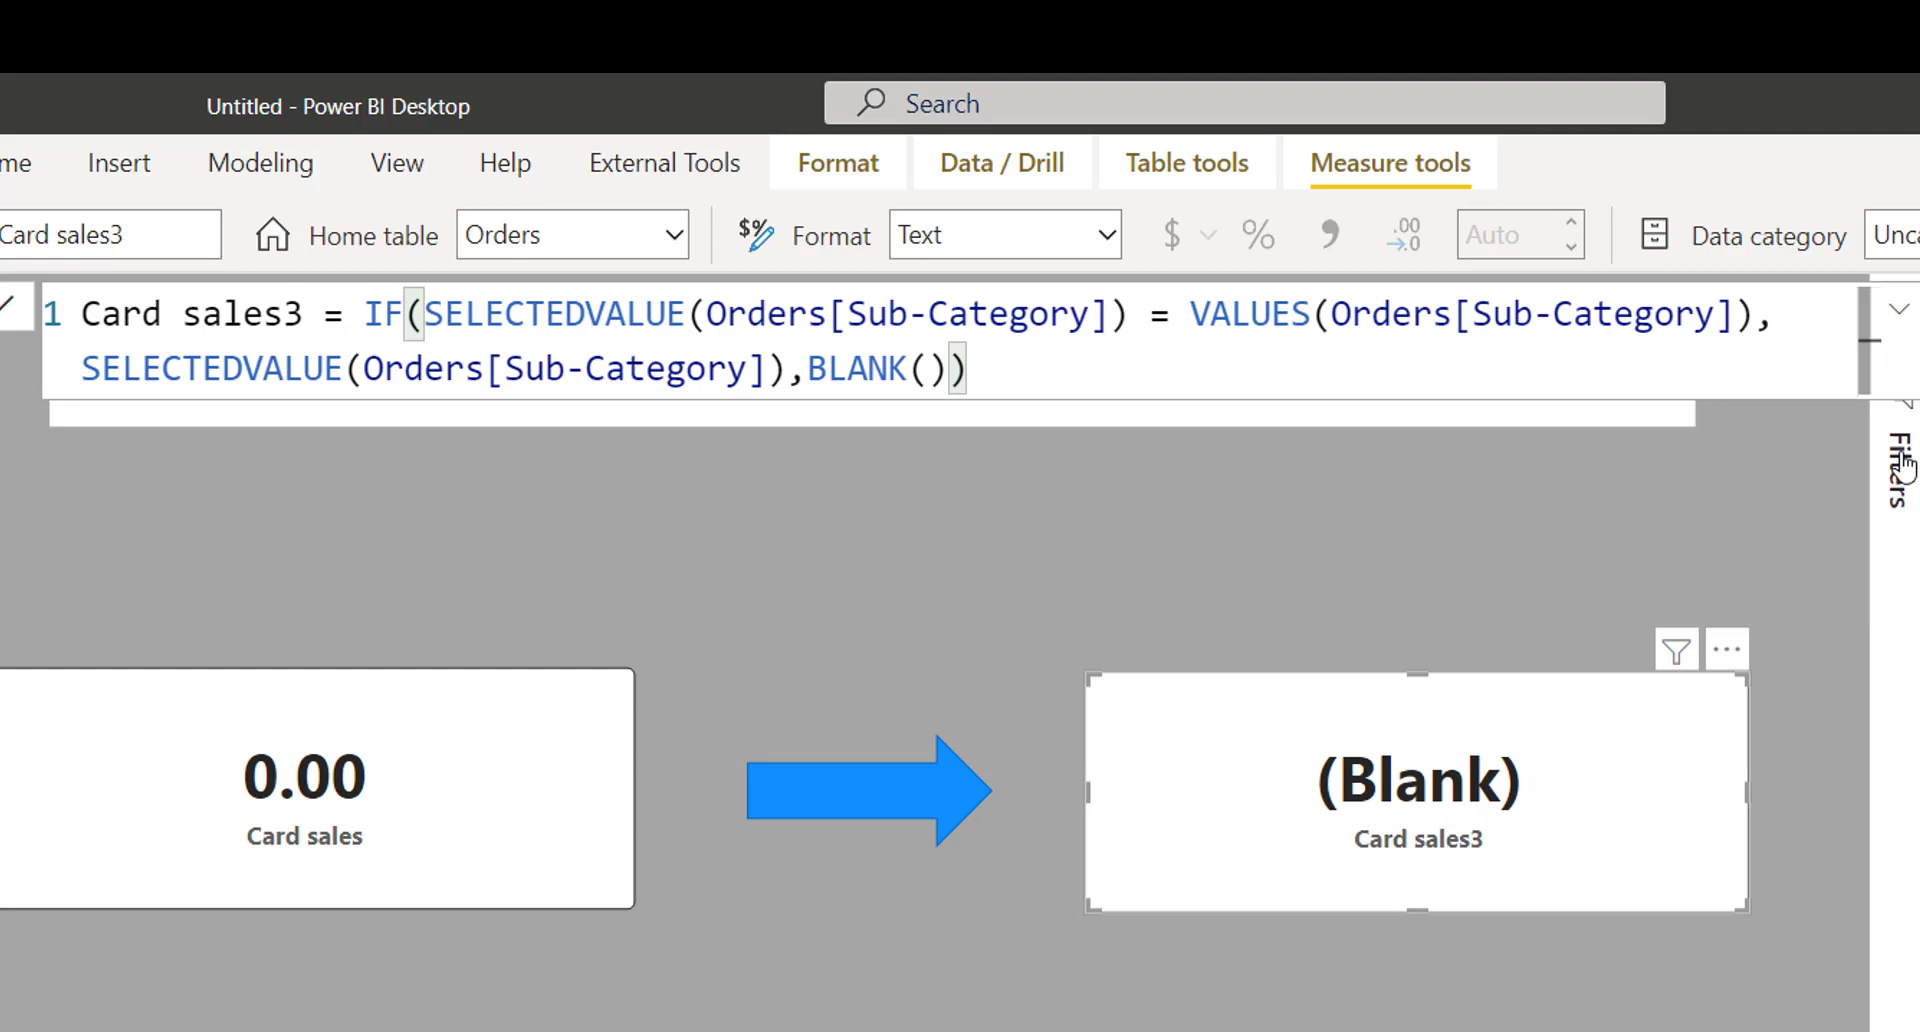 Untitled - Power BI Desktop
Search
me Insert Modeling View Help External Tools Format Data / Drill Table tools Measure tools
Card sales3 Home table Orders Format Text $ % .00 Auto Data category Unca
1 Card sales3 = IF(SELECTEDVALUE(Orders[Sub-Category]) = VALUES(Orders[Sub-Category]),
SELECTEDVALUE(Orders[Sub-Category]),BLANK())
Filters
0.00
Card sales
(Blank)
Card sales3